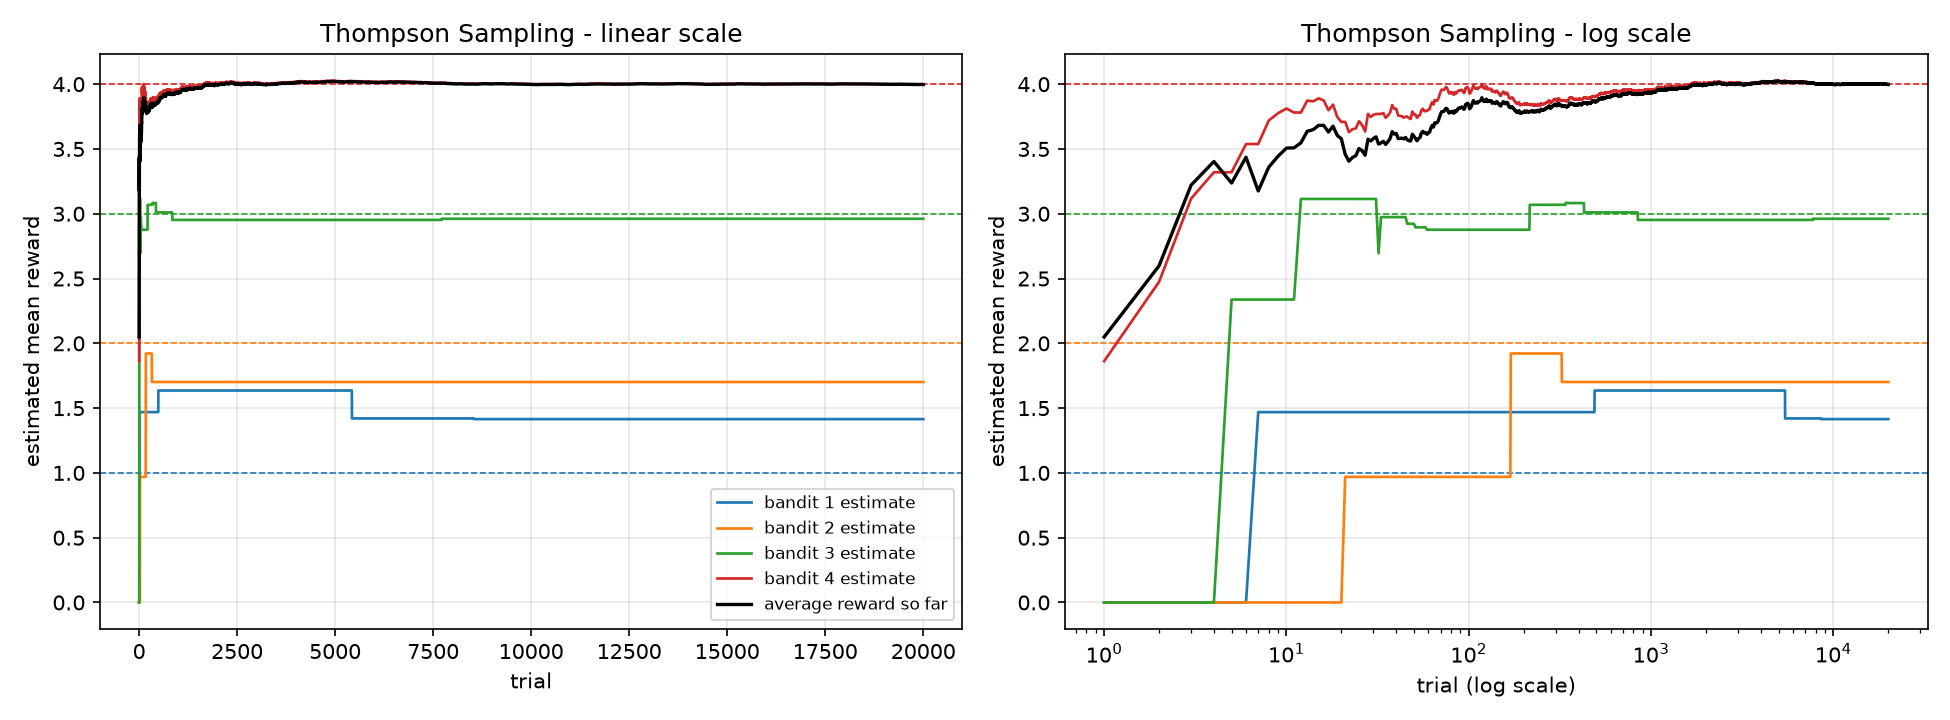 Thompson Sampling - linear scale
estimated mean reward
4.0
3.5
3.0
2.5
2.0
1.5
1.0
0.5
0.0
bandit 1 estimate
bandit 2 estimate
bandit 3 estimate
bandit 4 estimate
average reward so far
0 2500 5000 7500 10000 12500 15000 17500 20000
trial
Thompson Sampling - log scale
estimated mean reward
4.0
3.5
3.0
2.5
2.0
1.5
1.0
0.5
0.0
10⁰ 10¹ 10² 10³ 10⁴
trial (log scale)